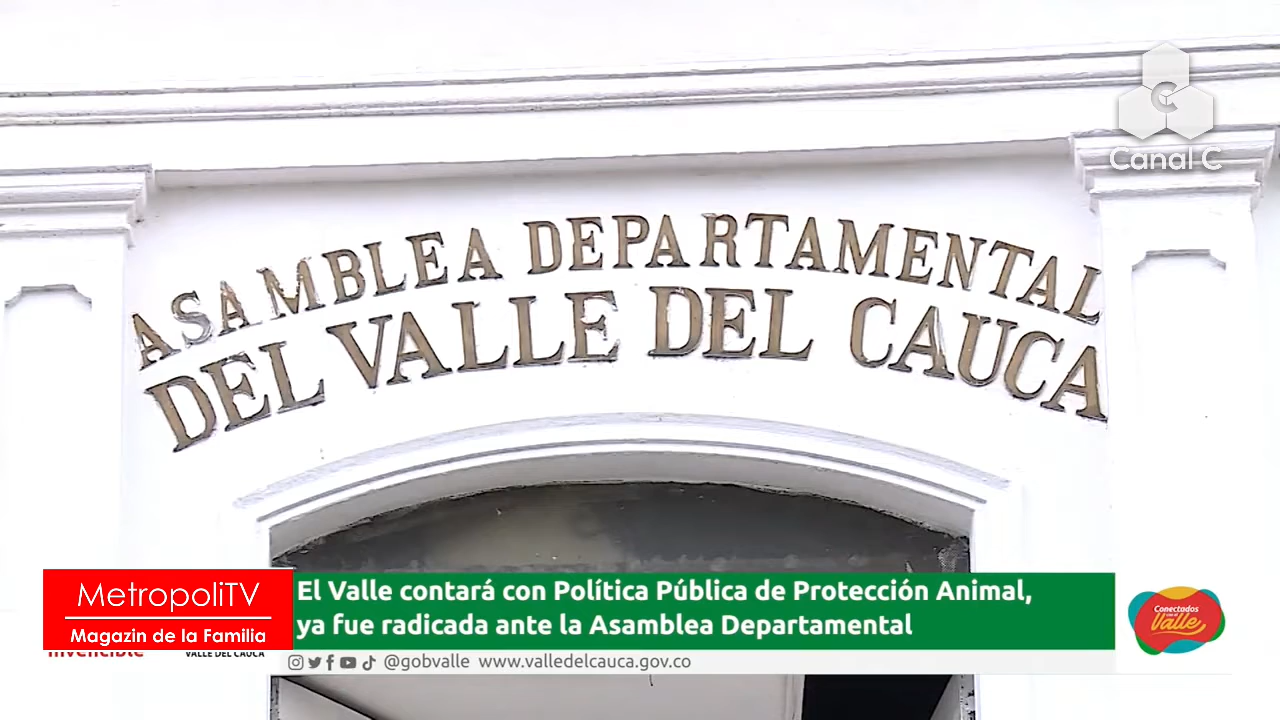 C
Canal C
ASAMBLEA DEPARTAMENTAL
DEL VALLE DEL CAUCA
MetropoliTV
Magazin de la Familia
El Valle contará con Política Pública de Protección Animal,
ya fue radicada ante la Asamblea Departamental
Conectados
con el
Valle
Invencible
VALLE DEL CAUCA
@gobvalle www.valledelcauca.gov.co